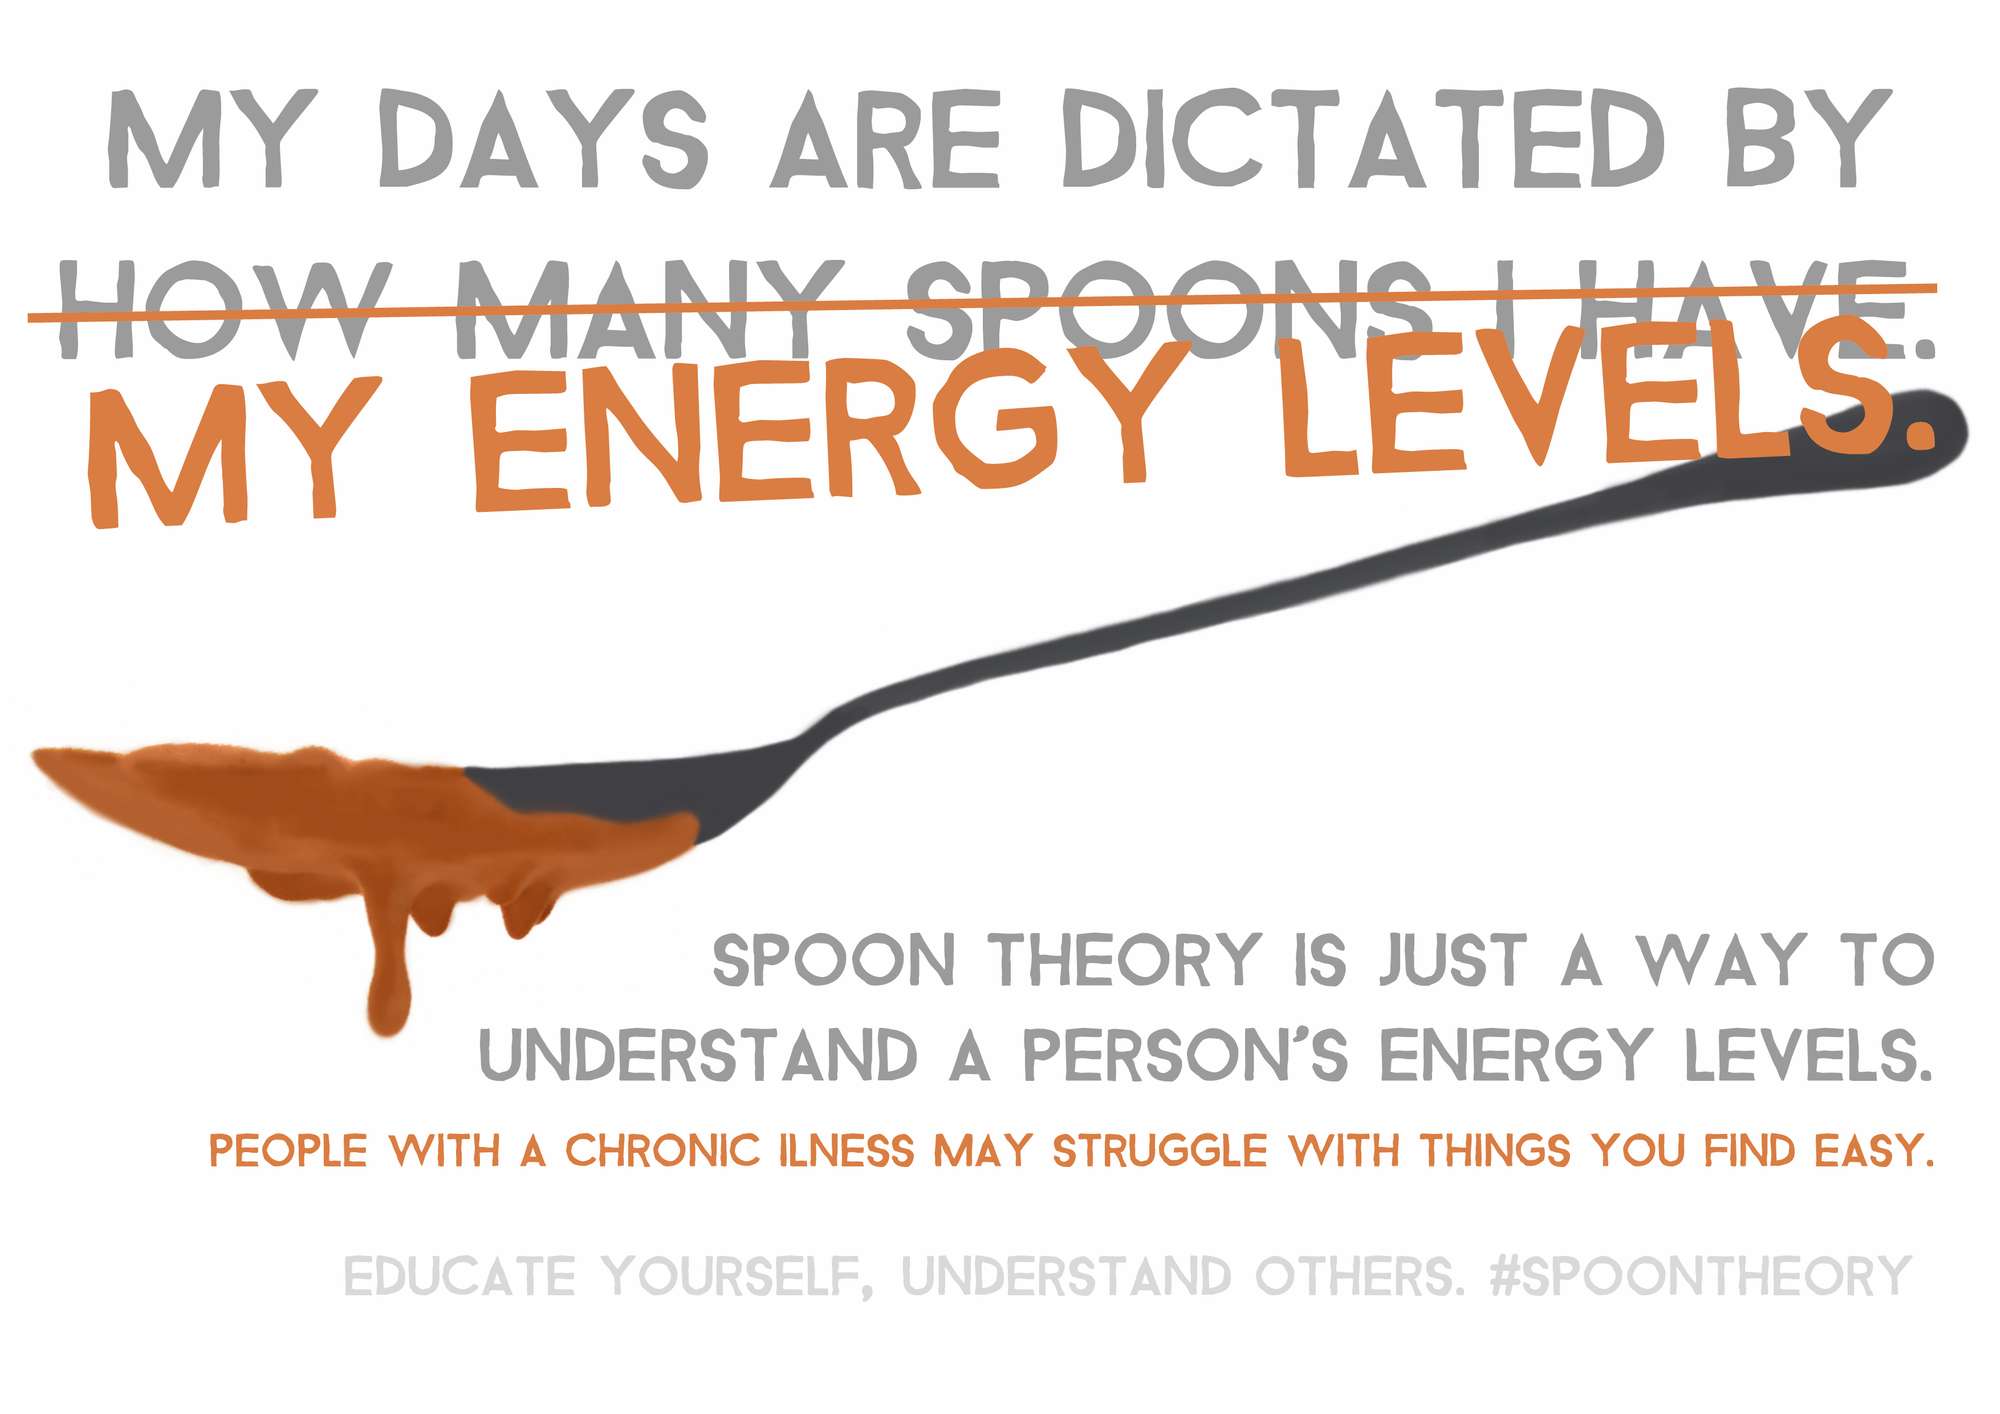 MY DAYS ARE DICTATED BY
HOW MANY SPOONS I HAVE.
MY ENERGY LEVELS.
SPOON THEORY IS JUST A WAY TO
UNDERSTAND A PERSON'S ENERGY LEVELS.
PEOPLE WITH A CHRONIC ILNESS MAY STRUGGLE WITH THINGS YOU FIND EASY.
EDUCATE YOURSELF, UNDERSTAND OTHERS. #SPOONTHEORY